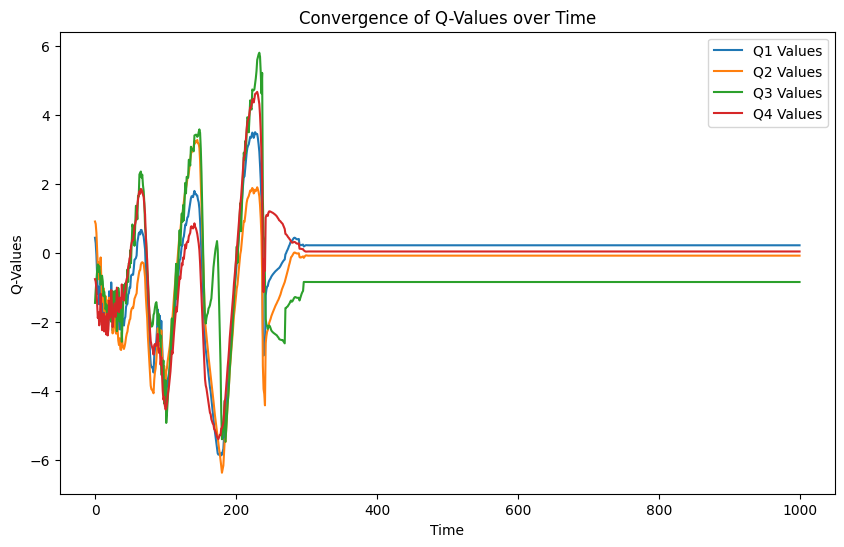 Convergence of Q-Values over Time
Q1 Values
Q2 Values
Q3 Values
Q4 Values
Q-Values
6
4
2
0
−2
−4
−6
0 200 400 600 800 1000
Time